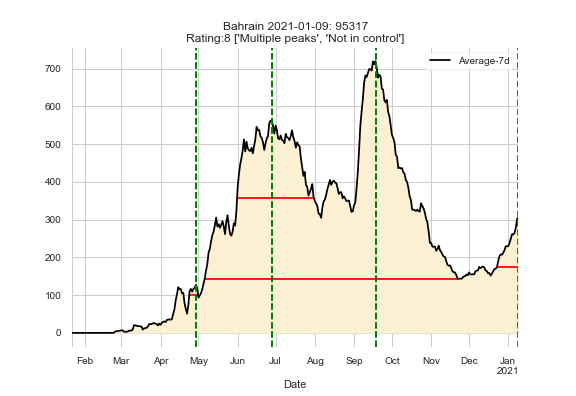 Bahrain 2021-01-09: 95317
Rating:8 ['Multiple peaks', 'Not in control']
Average-7d
700
600
500
400
300
200
100
0
Feb Mar Apr May Jun Jul Aug Sep Oct Nov Dec Jan
2021
Date